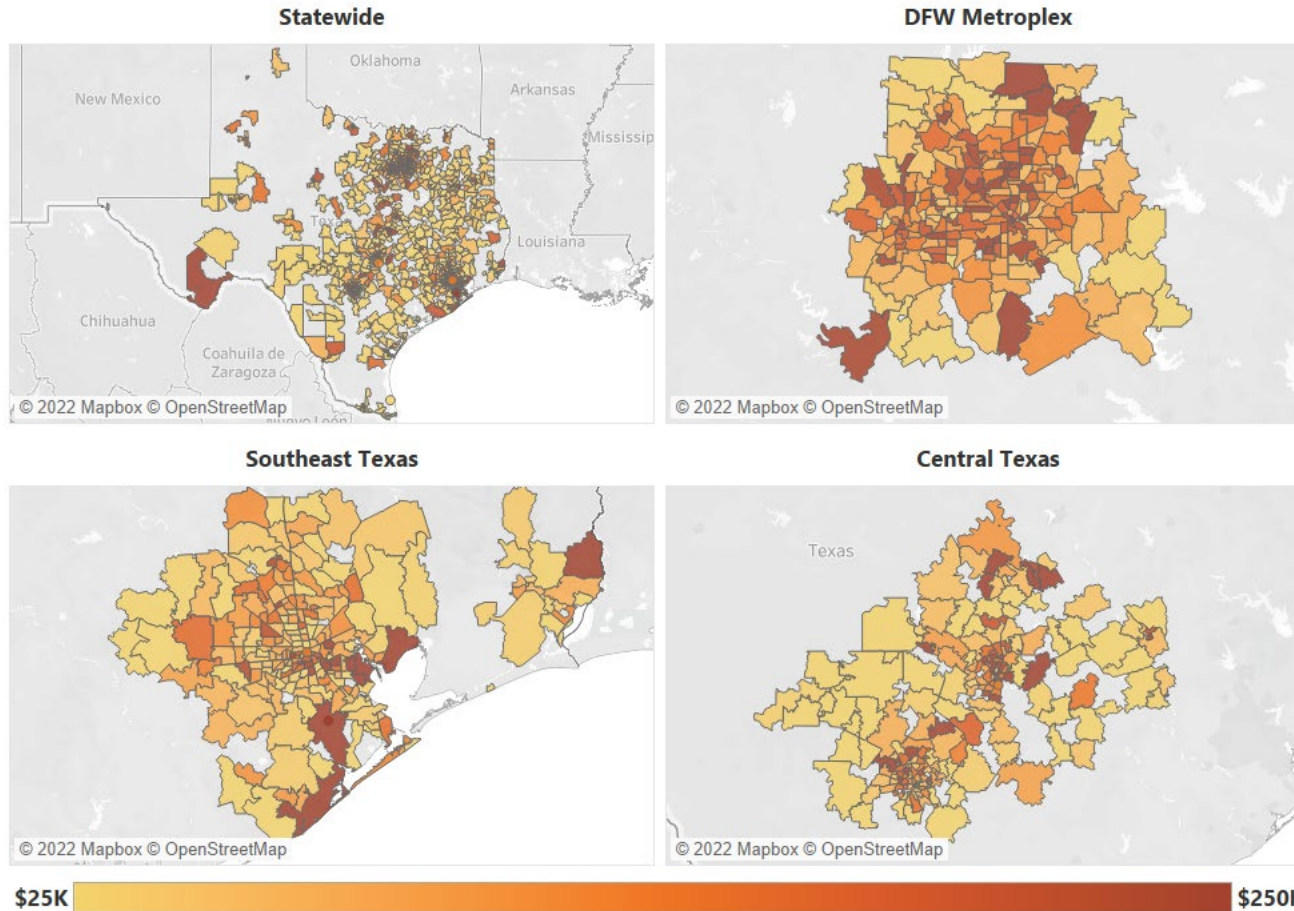 Statewide
DFW Metroplex
Oklahoma
New Mexico
Arkansas
Mississip
Texa
Louisiana
Chihuahua
Coahuila de
Zaragoza
© 2022 Mapbox © OpenStreetMap
© 2022 Mapbox © OpenStreetMap
Southeast Texas
Central Texas
Texas
© 2022 Mapbox © OpenStreetMap
© 2022 Mapbox © OpenStreetMap
$25K
$250